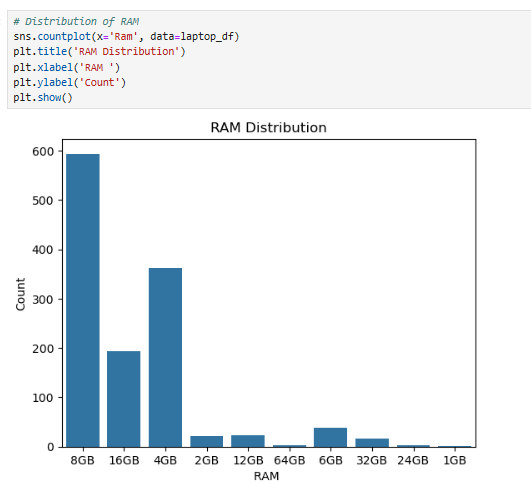 # Distribution of RAM
sns.countplot(x='Ram', data=laptop_df)
plt.title('RAM Distribution')
plt.xlabel('RAM ')
plt.ylabel('Count')
plt.show()
RAM Distribution
600
500
400
300
200
100
0
Count
8GB 16GB 4GB 2GB 12GB 64GB 6GB 32GB 24GB 1GB
RAM